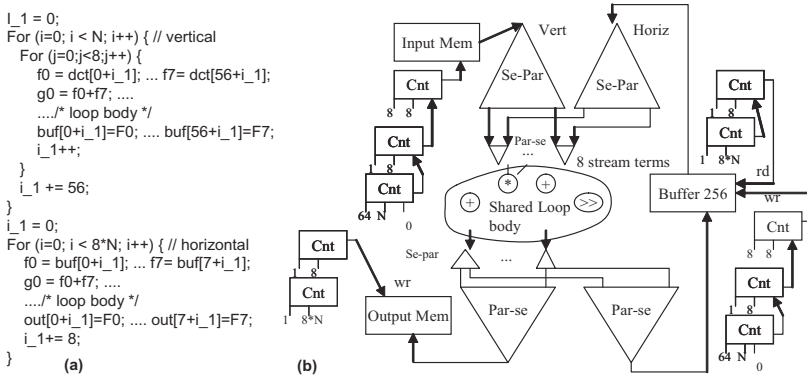 I_1 = 0;
For (i=0; i < N; i++) { // vertical
For (j=0;j<8;j++) {
f0 = dct[0+i_1]; ... f7= dct[56+i_1];
g0 = f0+f7; ....
..../* loop body */
buf[0+i_1]=F0; .... buf[56+i_1]=F7;
i_1++;
}
i_1 += 56;
}
i_1 = 0;
For (i=0; i < 8*N; i++) { // horizontal
f0 = buf[0+i_1]; ... f7= buf[7+i_1];
g0 = f0+f7; ....
..../* loop body */
out[0+i_1]=F0; .... out[7+i_1]=F7;
i_1+= 8;
}
(a)
(b)
Input Mem
Vert
Horiz
Se-Par
Se-Par
Cnt
8 8
Cnt
1 8
Cnt
64 N
0
Par-se
...
8 stream terms
*
+
+
>>
Shared Loop
body
Se-par
...
Par-se
Par-se
Cnt
1 8
Cnt
1 8*N
wr
Output Mem
Cnt
1 8
Cnt
1 8*N
rd
wr
Buffer 256
Cnt
8 8
Cnt
1 8
Cnt
64 N
0